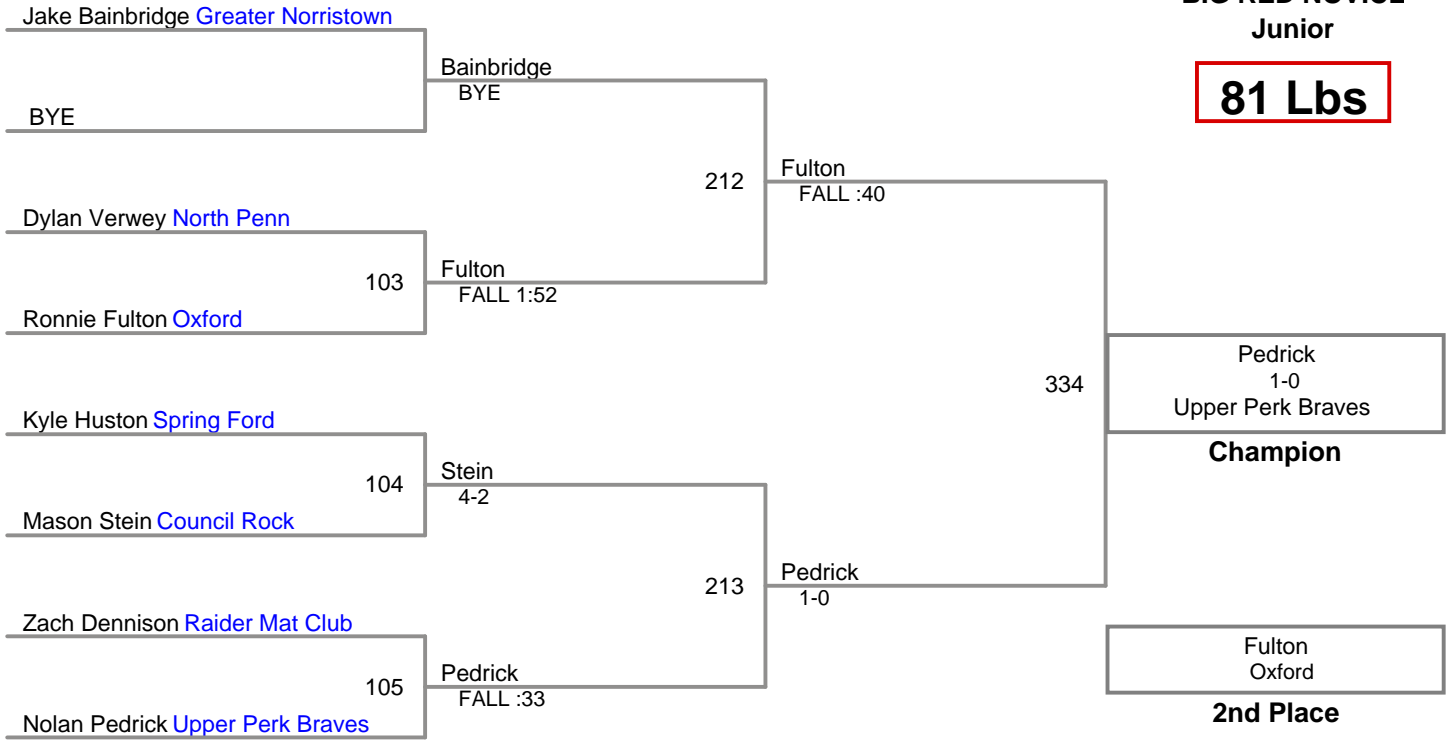 Jake Bainbridge Greater Norristown
Junior
81 Lbs
Bainbridge
BYE
BYE
212
Fulton
FALL :40
Dylan Verwey North Penn
103
Fulton
FALL 1:52
Ronnie Fulton Oxford
334
Pedrick
1-0
Upper Perk Braves
Champion
Kyle Huston Spring Ford
104
Stein
4-2
Mason Stein Council Rock
213
Pedrick
1-0
Zach Dennison Raider Mat Club
105
Pedrick
FALL :33
Nolan Pedrick Upper Perk Braves
Fulton
Oxford
2nd Place